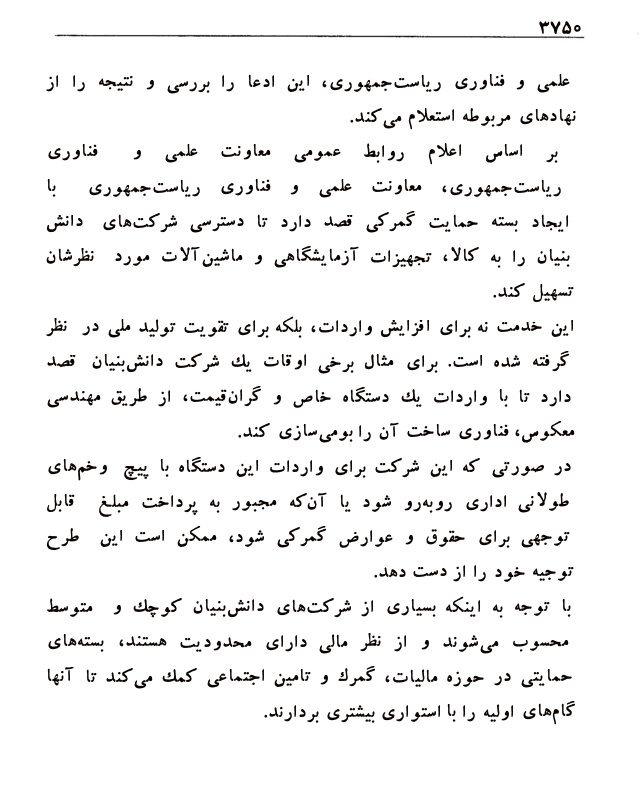 ۳۷۵۰
علمی و فناوری ریاست‌جمهوری، این ادعا را بررسی و نتیجه را از
نهادهای مربوطه استعلام می‌کند.
بر اساس اعلام روابط عمومی معاونت علمی و فناوری
ریاست‌جمهوری، معاونت علمی و فناوری ریاست‌جمهوری با
ایجاد بسته حمایت گمرکی قصد دارد تا دسترسی شرکت‌های دانش
بنیان را به کالا، تجهیزات آزمایشگاهی و ماشین‌آلات مورد نظرشان
تسهیل کند.
این خدمت نه برای افزایش واردات، بلکه برای تقویت تولید ملی در نظر
گرفته شده است. برای مثال برخی اوقات یك شرکت دانش‌بنیان قصد
دارد تا با واردات یك دستگاه خاص و گران‌قیمت، از طریق مهندسی
معکوس، فناوری ساخت آن را بومی‌سازی کند.
در صورتی که این شرکت برای واردات این دستگاه با پیچ وخم‌های
طولانی اداری روبه‌رو شود یا آن‌که مجبور به پرداخت مبلغ قابل
توجهی برای حقوق و عوارض گمرکی شود، ممکن است این طرح
توجیه خود را از دست دهد.
با توجه به اینکه بسیاری از شرکت‌های دانش‌بنیان کوچك و متوسط
محسوب می‌شوند و از نظر مالی دارای محدودیت هستند، بسته‌های
حمایتی در حوزه مالیات، گمرك و تامین اجتماعی کمك می‌کند تا آنها
گام‌های اولیه را با استواری بیشتری بردارند.